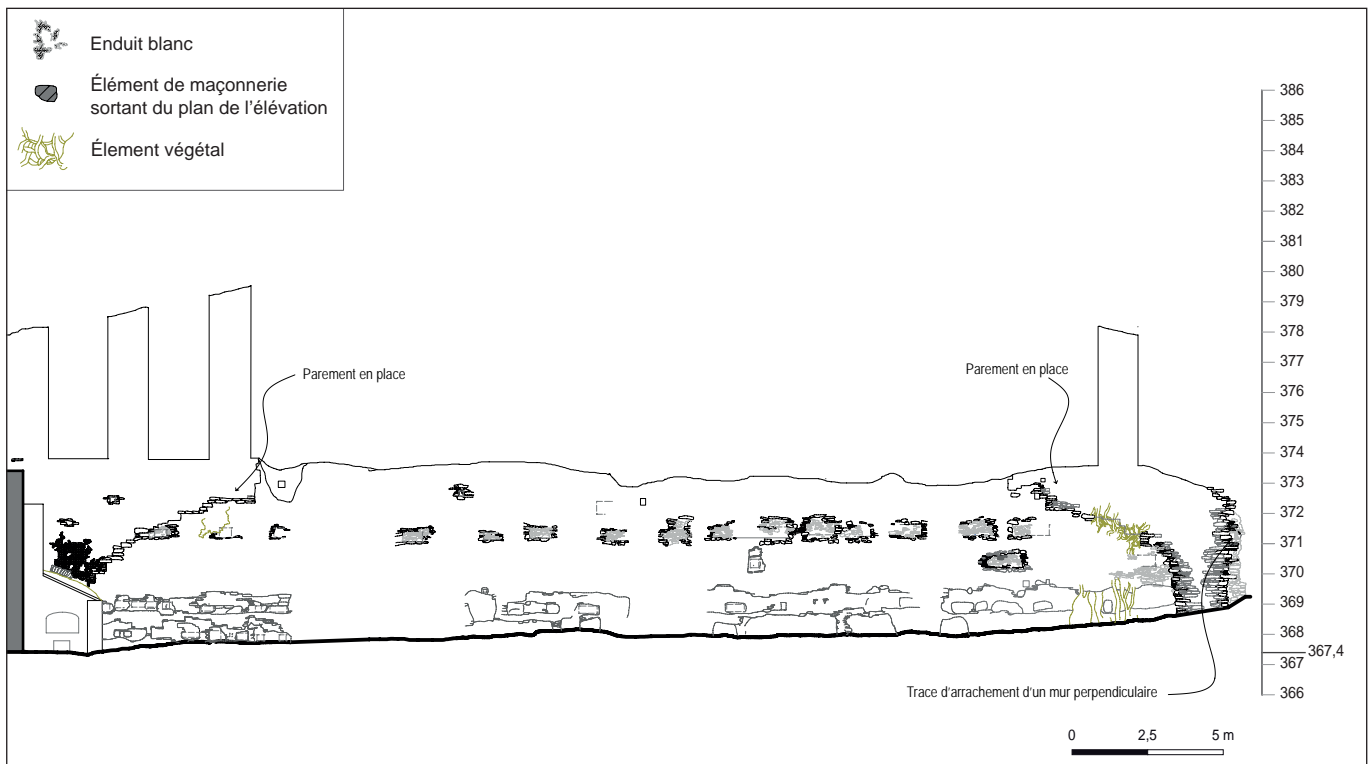 Enduit blanc
Élément de maçonnerie
sortant du plan de l'élévation
Élement végétal
386
385
384
383
382
381
380
379
378
377
376
375
374
373
372
371
370
369
368
367,4
367
366
Parement en place
Parement en place
Trace d'arrachement d'un mur perpendiculaire
0 2,5 5 m